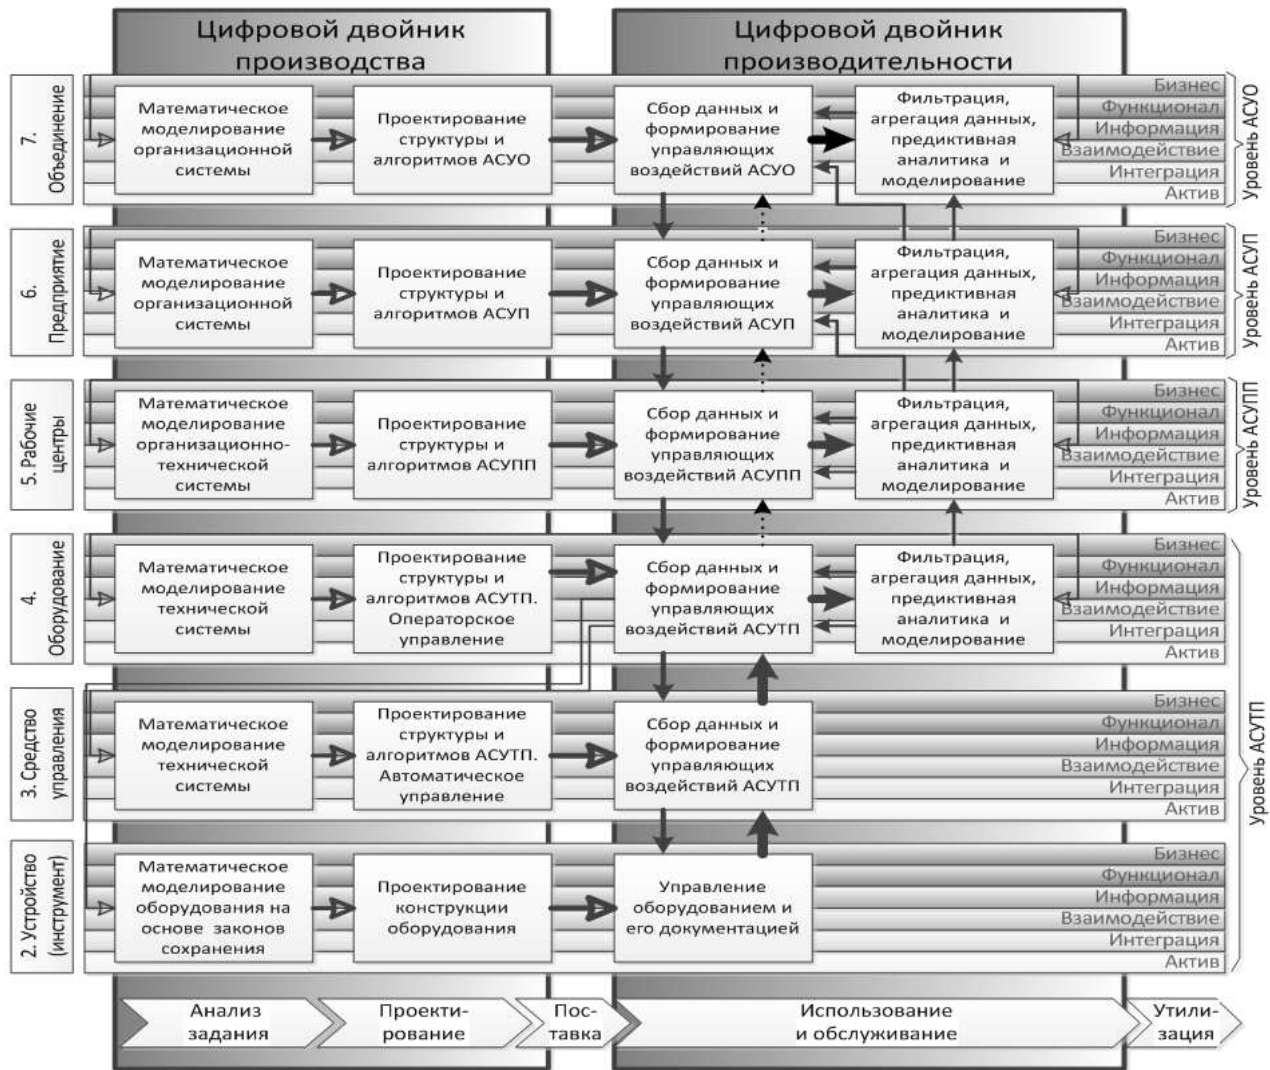 Цифровой двойник
производства
Цифровой двойник
производительности
7.
Объединение
Математическое
моделирование
организационной
системы
Проектирование
структуры и
алгоритмов АСУО
Сбор данных и
формирование
управляющих
воздействий АСУО
Фильтрация,
агрегация данных,
предиктивная
аналитика и
моделирование
Бизнес
Функционал
Информация
Взаимодействие
Интеграция
Актив
Уровень АСУО
6.
Предприятие
Математическое
моделирование
организационной
системы
Проектирование
структуры и
алгоритмов АСУП
Сбор данных и
формирование
управляющих
воздействий АСУП
Фильтрация,
агрегация данных,
предиктивная
аналитика и
моделирование
Бизнес
Функционал
Информация
Взаимодействие
Интеграция
Актив
Уровень АСУП
5. Рабочие
центры
Математическое
моделирование
организационно-
технической
системы
Проектирование
структуры и
алгоритмов АСУПП
Сбор данных и
формирование
управляющих
воздействий АСУПП
Фильтрация,
агрегация данных,
предиктивная
аналитика и
моделирование
Бизнес
Функционал
Информация
Взаимодействие
Интеграция
Актив
Уровень АСУПП
4.
Оборудование
Математическое
моделирование
технической
системы
Проектирование
структуры и
алгоритмов АСУТП.
Операторское
управление
Сбор данных и
формирование
управляющих
воздействий АСУТП
Фильтрация,
агрегация данных,
предиктивная
аналитика и
моделирование
Бизнес
Функционал
Информация
Взаимодействие
Интеграция
Актив
3. Средство
управления
Математическое
моделирование
технической
системы
Проектирование
структуры и
алгоритмов АСУТП.
Автоматическое
управление
Сбор данных и
формирование
управляющих
воздействий АСУТП
Бизнес
Функционал
Информация
Взаимодействие
Интеграция
Актив
Уровень АСУТП
2. Устройство
(инструмент)
Математическое
моделирование
оборудования на
основе законов
сохранения
Проектирование
конструкции
оборудования
Управление
оборудованием и
его документацией
Бизнес
Функционал
Информация
Взаимодействие
Интеграция
Актив
Анализ
задания
Проекти-
рование
Пос-
тавка
Использование
и обслуживание
Утили-
зация